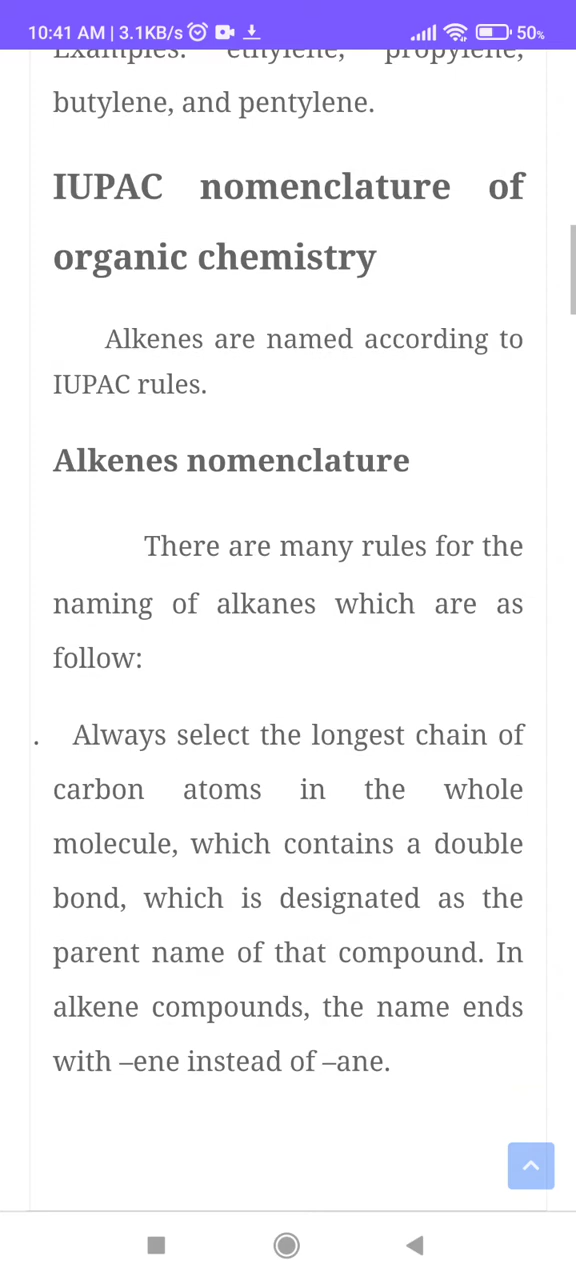 10:41 AM | 3.1KB/s 50%
Examples: ethylene, propylene,
butylene, and pentylene.
IUPAC nomenclature of
organic chemistry
Alkenes are named according to
IUPAC rules.
Alkenes nomenclature
There are many rules for the
naming of alkanes which are as
follow:
. Always select the longest chain of
carbon atoms in the whole
molecule, which contains a double
bond, which is designated as the
parent name of that compound. In
alkene compounds, the name ends
with –ene instead of –ane.